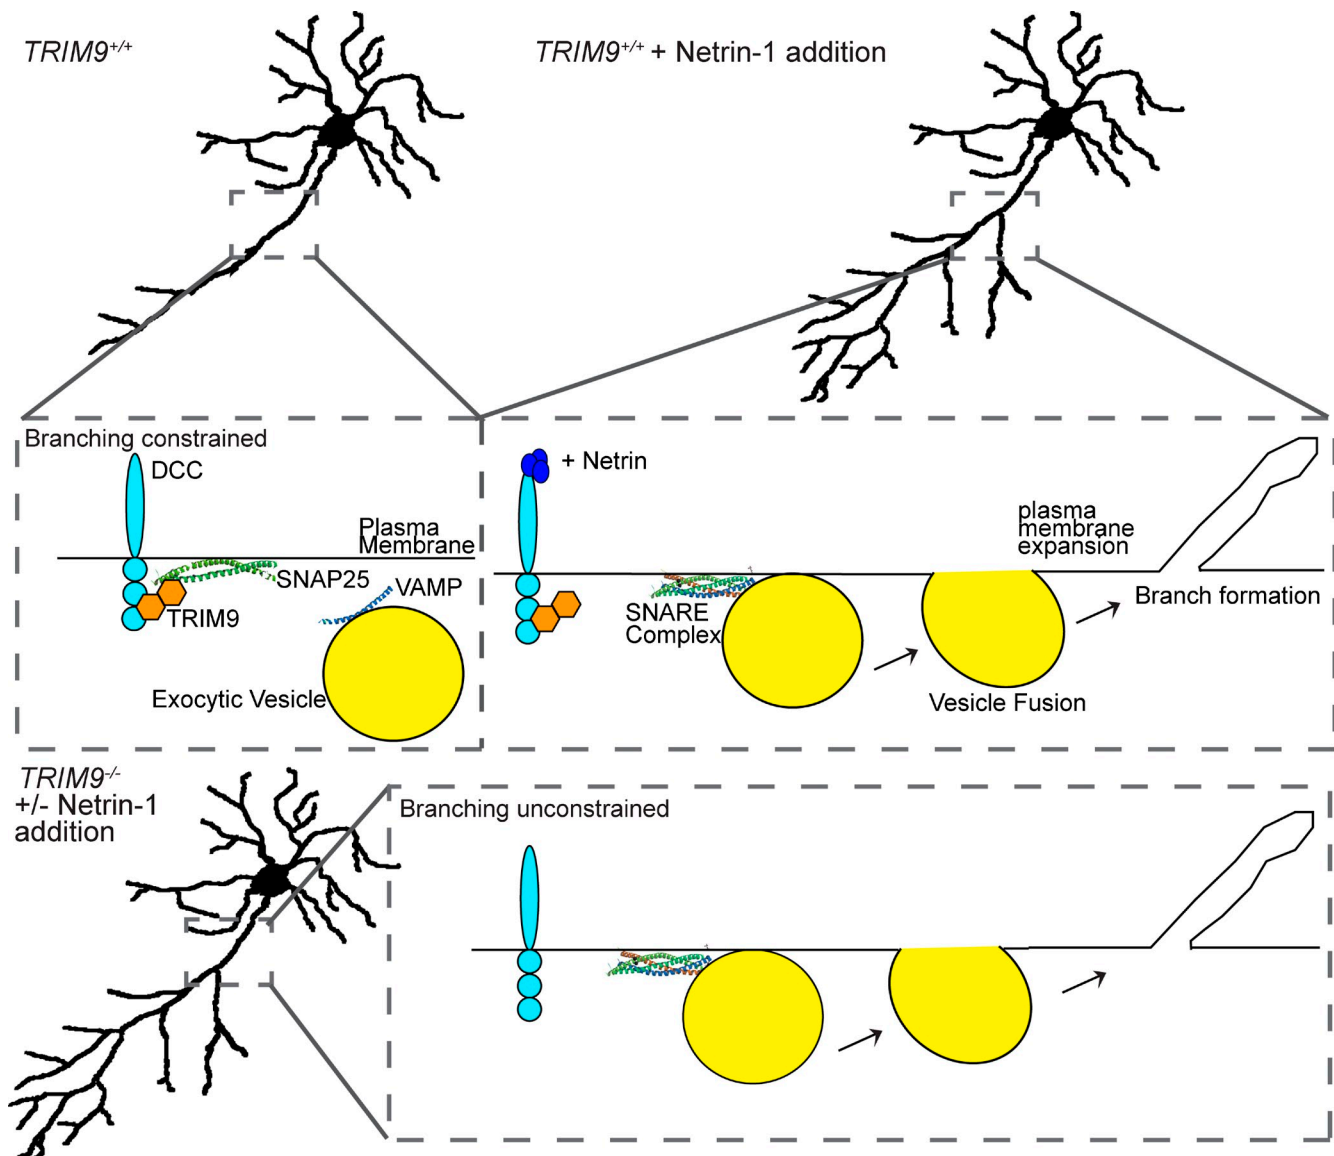 TRIM9+/+
TRIM9+/+ + Netrin-1 addition
Branching constrained
DCC
Plasma
Membrane
SNAP25
VAMP
TRIM9
Exocytic Vesicle
+ Netrin
plasma
membrane
expansion
SNARE
Complex
Branch formation
Vesicle Fusion
TRIM9-/-
+/- Netrin-1
addition
Branching unconstrained